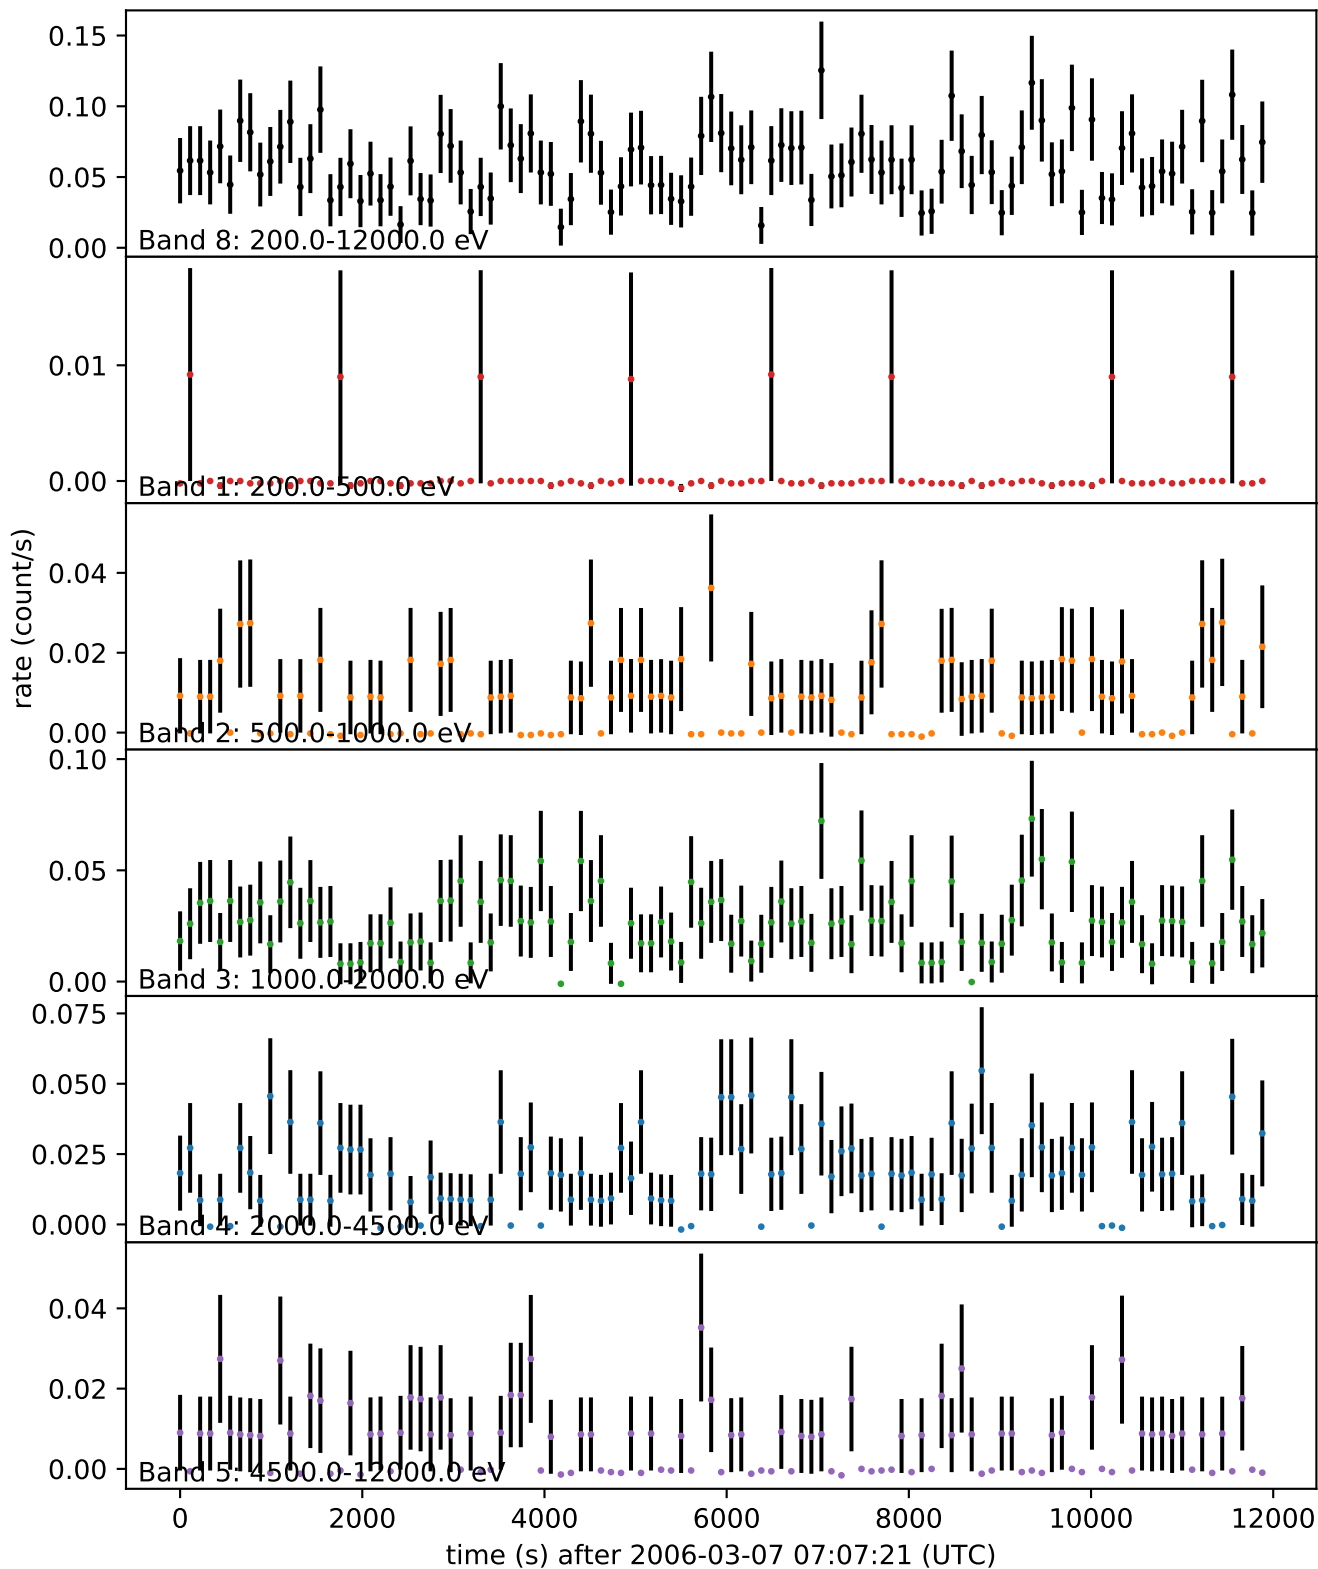 0.15
0.10
0.05
0.00
Band 8: 200.0-12000.0 eV
0.01
0.00
Band 1: 200.0-500.0 eV
rate (count/s)
0.04
0.02
0.00
Band 2: 500.0-1000.0 eV
0.10
0.05
0.00
Band 3: 1000.0-2000.0 eV
0.075
0.050
0.025
0.000
Band 4: 2000.0-4500.0 eV
0.04
0.02
0.00
Band 5: 4500.0-12000.0 eV
0 2000 4000 6000 8000 10000 12000
time (s) after 2006-03-07 07:07:21 (UTC)